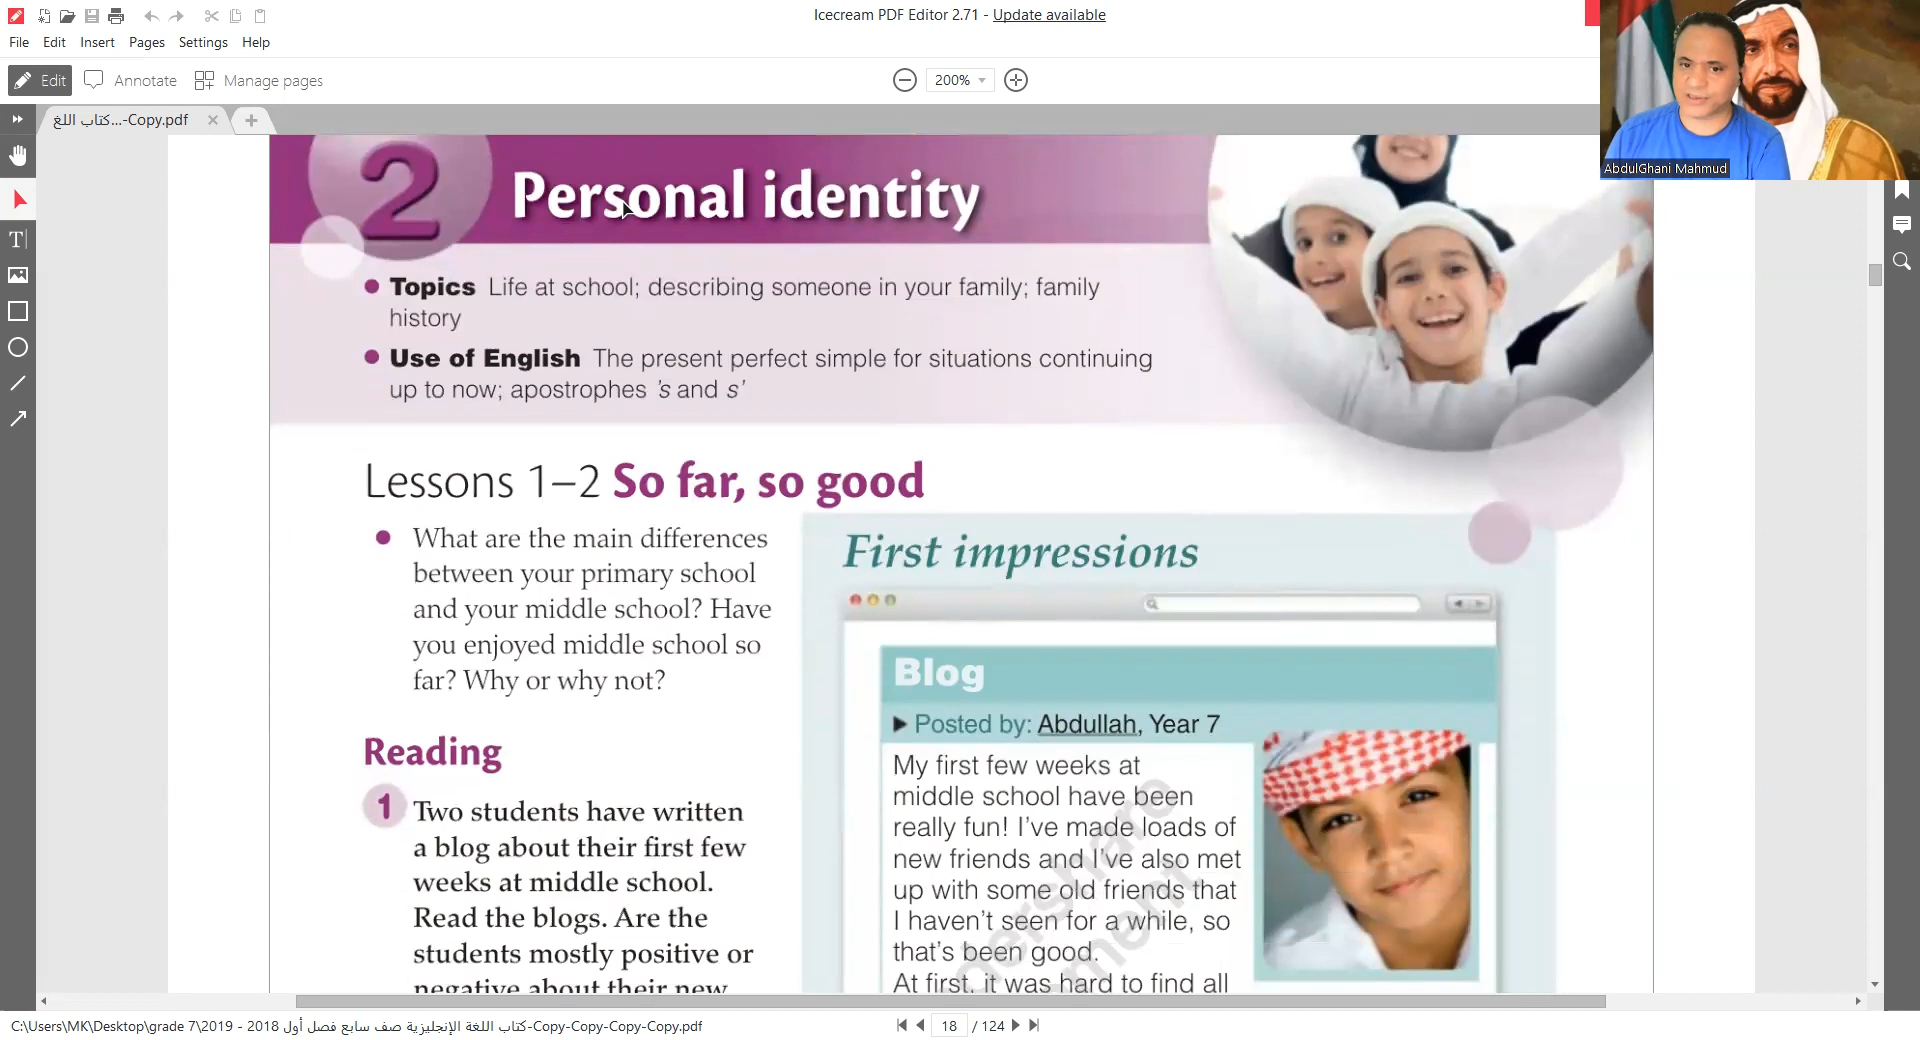 Icecream PDF Editor 2.71 - Update available
File Edit Insert Pages Settings Help
Edit Annotate Manage pages
200%
AbdulGhani Mahmud
كتاب اللغ...-Copy.pdf
2
Personal identity
Topics Life at school; describing someone in your family; family
history
Use of English The present perfect simple for situations continuing
up to now; apostrophes 's and s'
Lessons 1–2 So far, so good
What are the main differences
between your primary school
and your middle school? Have
you enjoyed middle school so
far? Why or why not?
Reading
1 Two students have written
a blog about their first few
weeks at middle school.
Read the blogs. Are the
students mostly positive or
negative about their new
First impressions
Blog
Posted by: Abdullah, Year 7
My first few weeks at
middle school have been
really fun! I've made loads of
new friends and I've also met
up with some old friends that
I haven't seen for a while, so
that's been good.
At first, it was hard to find all
C:\Users\MK\Desktop\grade 7\2019 - 2018 كتاب اللغة الإنجليزية صف سابع فصل أول-Copy-Copy-Copy-Copy.pdf
18 / 124